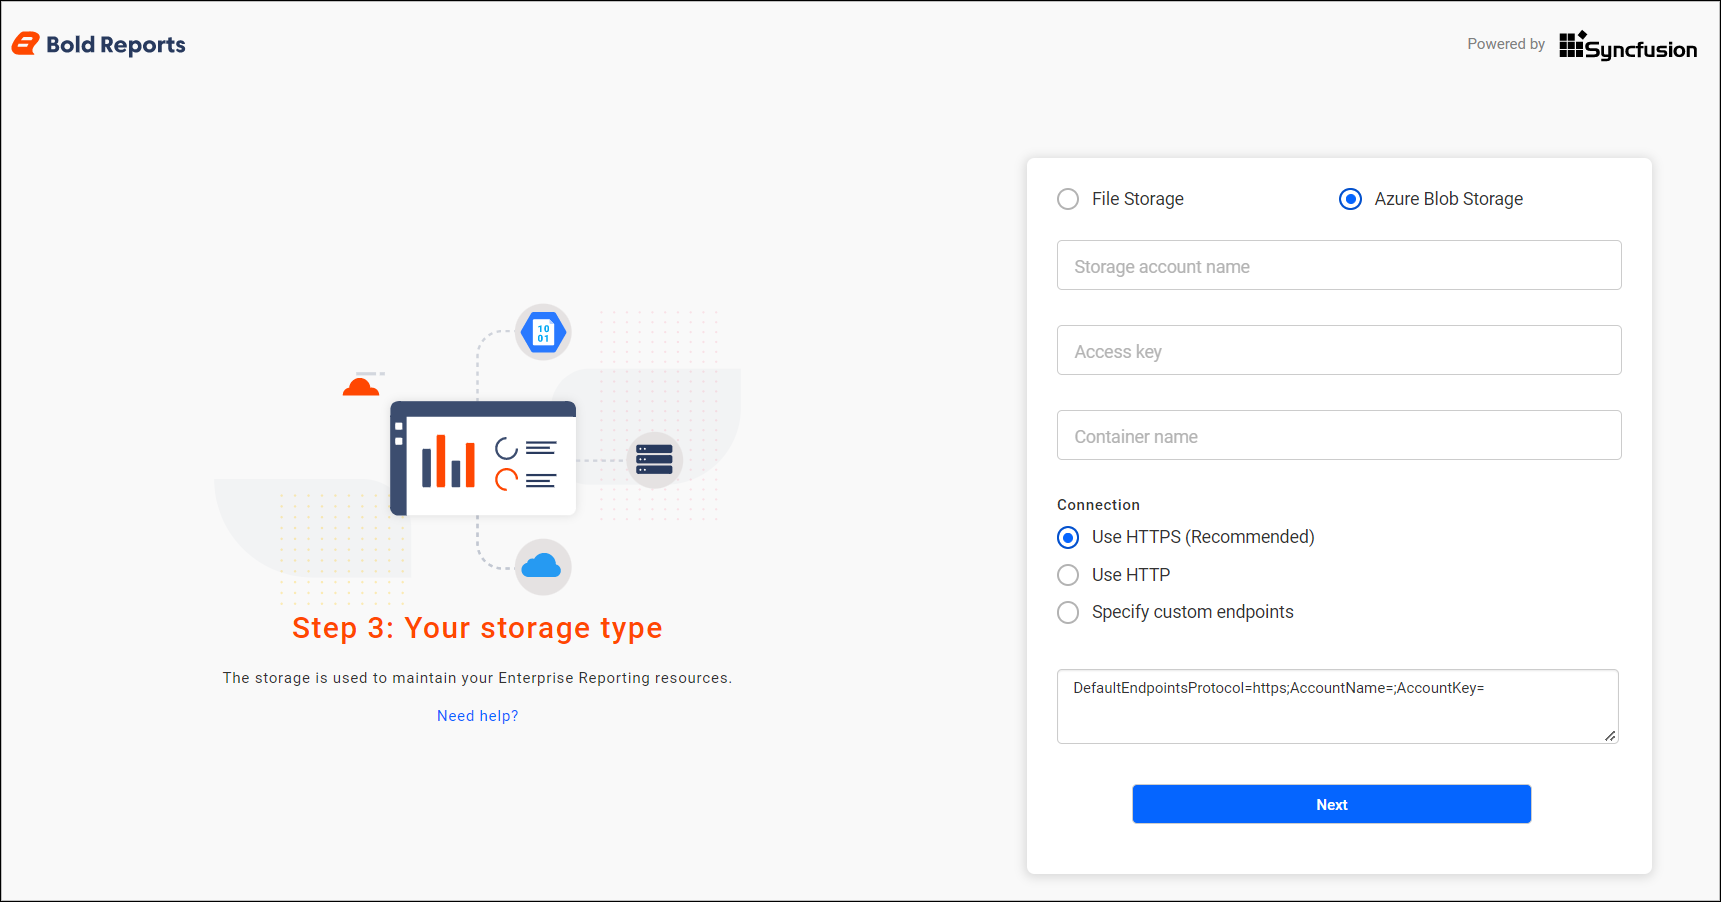 Bold Reports
Powered by Syncfusion
File Storage
Azure Blob Storage
Storage account name
Access key
Container name
Connection
Use HTTPS (Recommended)
Use HTTP
Specify custom endpoints
DefaultEndpointsProtocol=https;AccountName=;AccountKey=
Next
10
01
Step 3: Your storage type
The storage is used to maintain your Enterprise Reporting resources.
Need help?